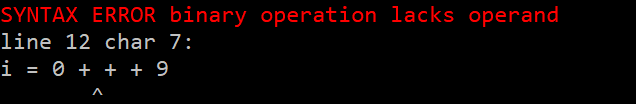 SYNTAX ERROR binary operation lacks operand
line 12 char 7:
i = 0 + + + 9
       ^